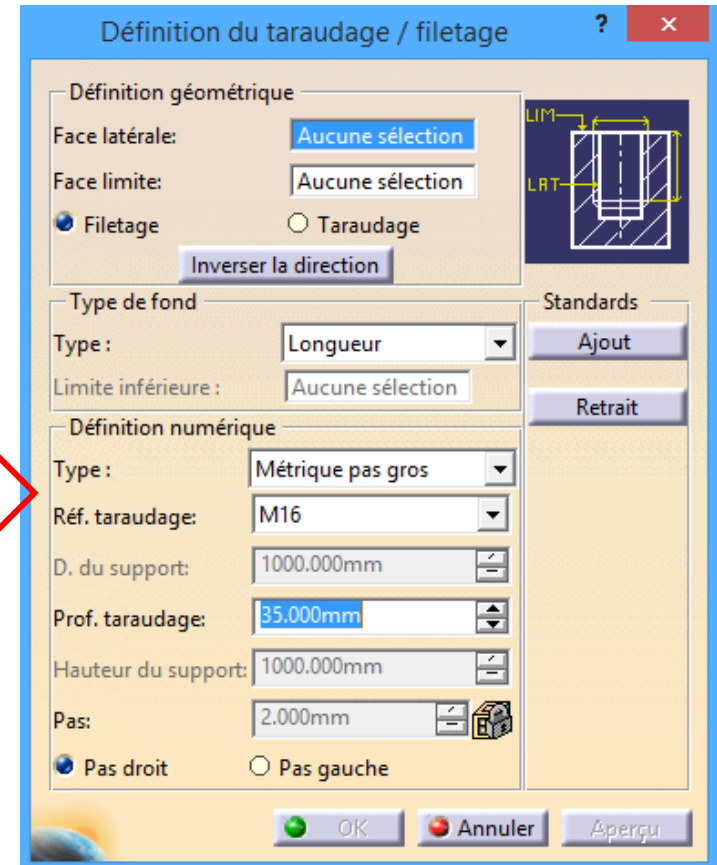 Définition du taraudage / filetage ? ×
Définition géométrique
Face latérale: Aucune sélection
Face limite: Aucune sélection
Filetage Taraudage
Inverser la direction
LIM
LAT
Type de fond
Type : Longueur
Limite inférieure : Aucune sélection
Standards
Ajout
Retrait
Définition numérique
Type : Métrique pas gros
Réf. taraudage: M16
D. du support: 1000.000mm
Prof. taraudage: 35.000mm
Hauteur du support: 1000.000mm
Pas: 2.000mm
Pas droit Pas gauche
OK Annuler Aperçu